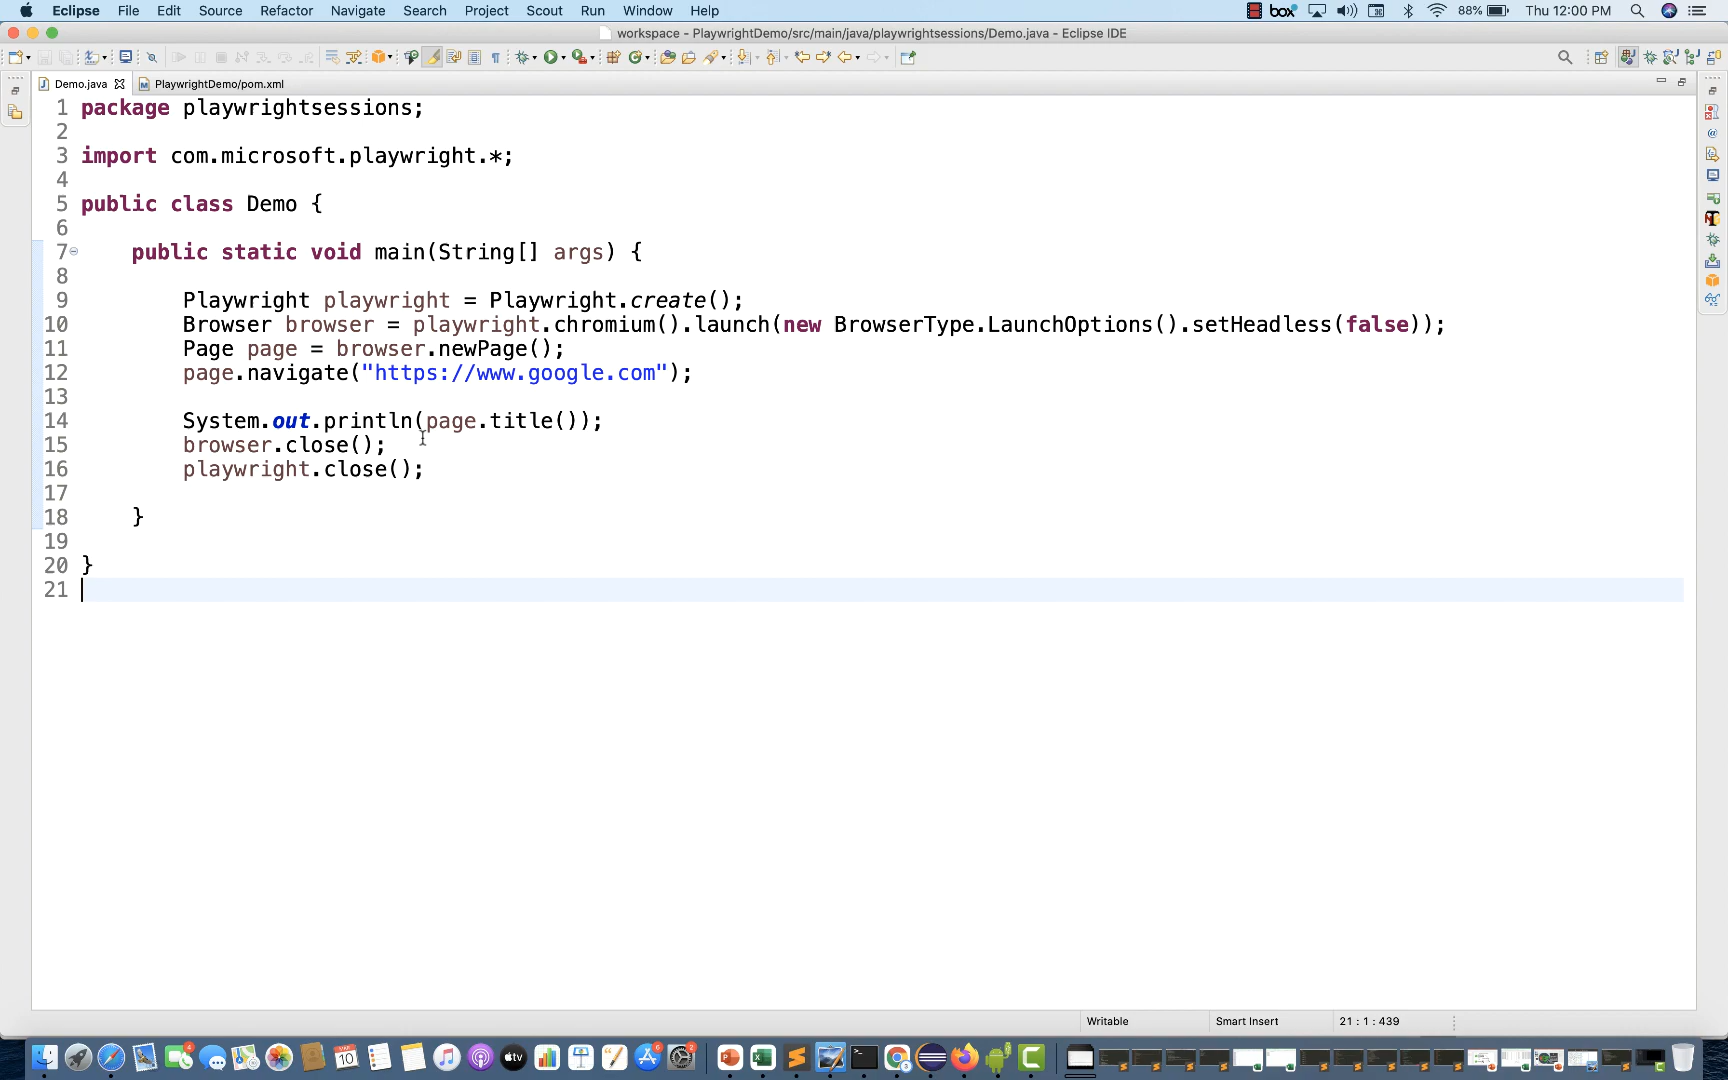 Eclipse File Edit Source Refactor Navigate Search Project Scout Run Window Help box 88% Thu 12:00 PM
workspace - PlaywrightDemo/src/main/java/playwrightsessions/Demo.java - Eclipse IDE
Demo.java PlaywrightDemo/pom.xml
1 package playwrightsessions;
2
3 import com.microsoft.playwright.*;
4
5 public class Demo {
6
7 public static void main(String[] args) {
8
9 Playwright playwright = Playwright.create();
10 Browser browser = playwright.chromium().launch(new BrowserType.LaunchOptions().setHeadless(false));
11 Page page = browser.newPage();
12 page.navigate("https://www.google.com");
13
14 System.out.println(page.title());
15 browser.close();
16 playwright.close();
17
18 }
19
20 }
21
Writable Smart Insert 21 : 1 : 439